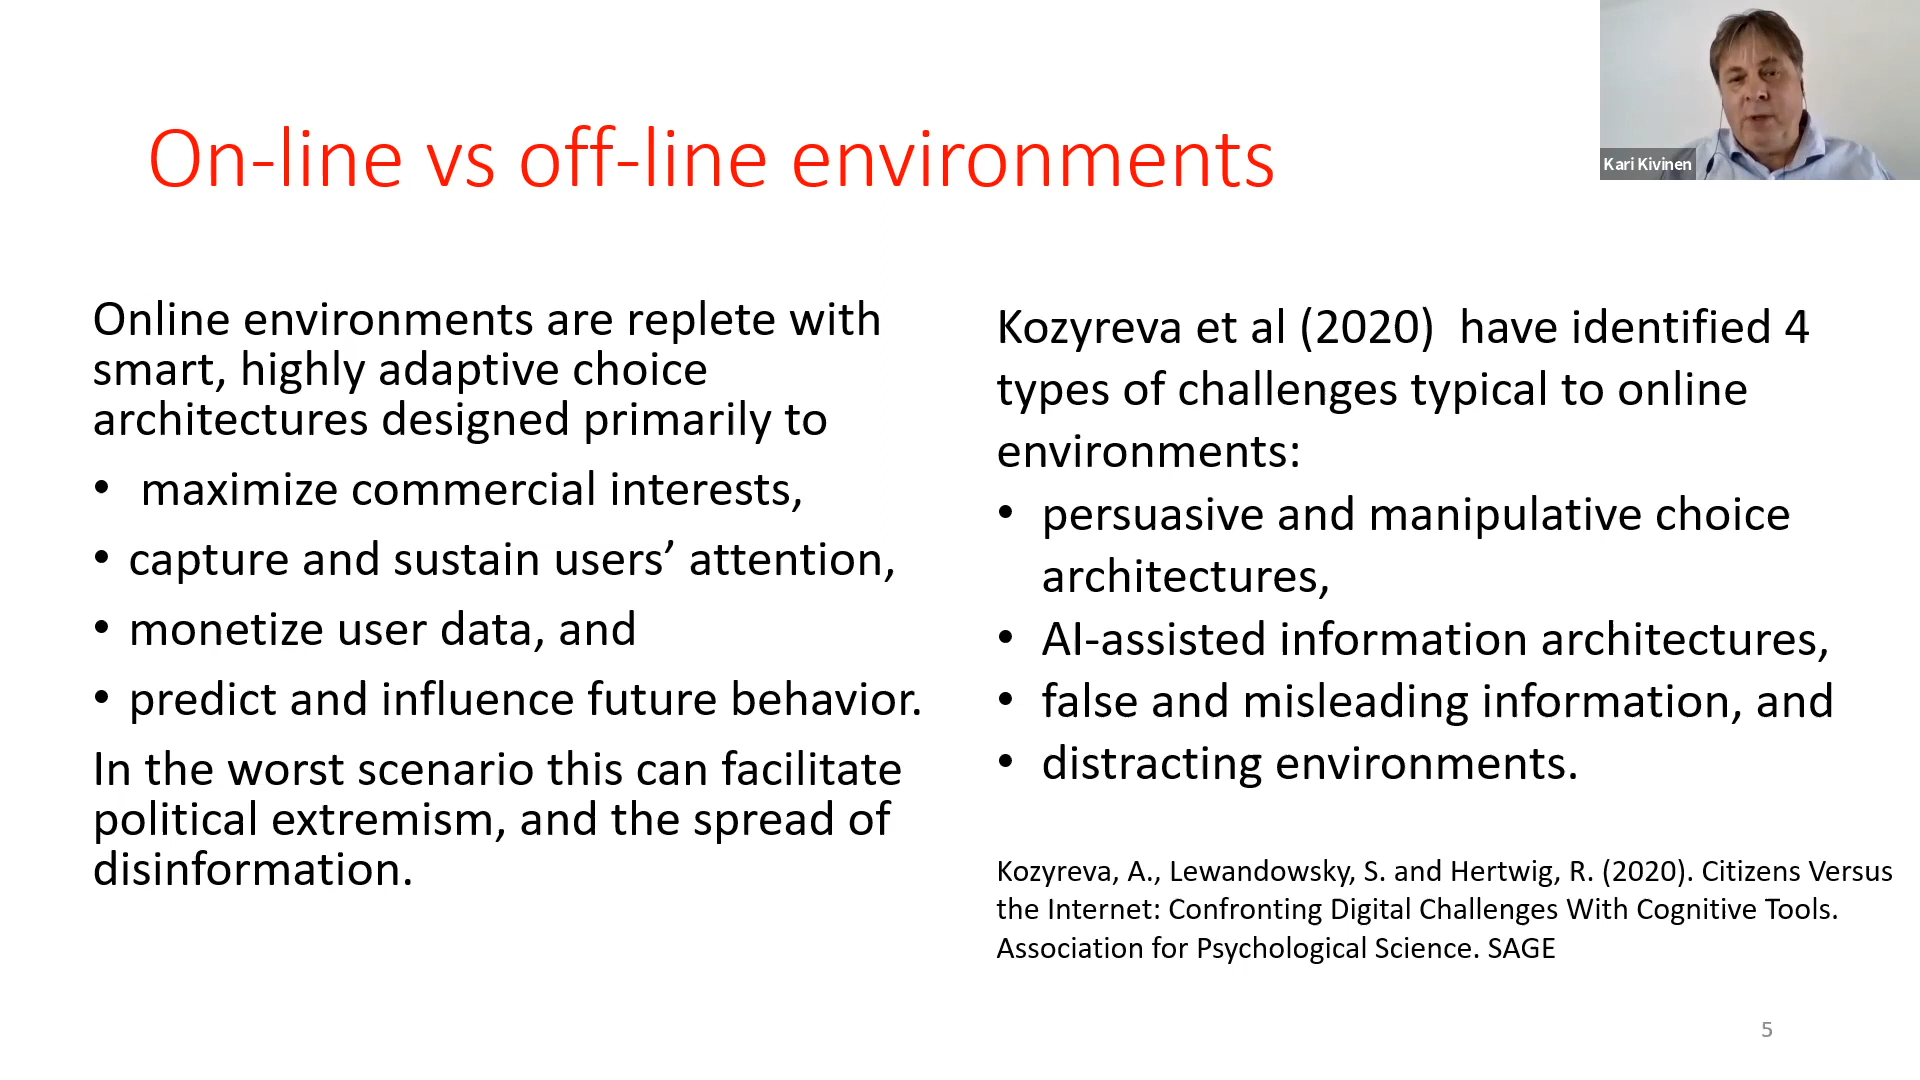 On-line vs off-line environments
Kari Kivinen
Online environments are replete with
smart, highly adaptive choice
architectures designed primarily to
• maximize commercial interests,
• capture and sustain users’ attention,
• monetize user data, and
• predict and influence future behavior.
In the worst scenario this can facilitate
political extremism, and the spread of
disinformation.
Kozyreva et al (2020) have identified 4
types of challenges typical to online
environments:
• persuasive and manipulative choice
architectures,
• AI-assisted information architectures,
• false and misleading information, and
• distracting environments.
Kozyreva, A., Lewandowsky, S. and Hertwig, R. (2020). Citizens Versus
the Internet: Confronting Digital Challenges With Cognitive Tools.
Association for Psychological Science. SAGE
5